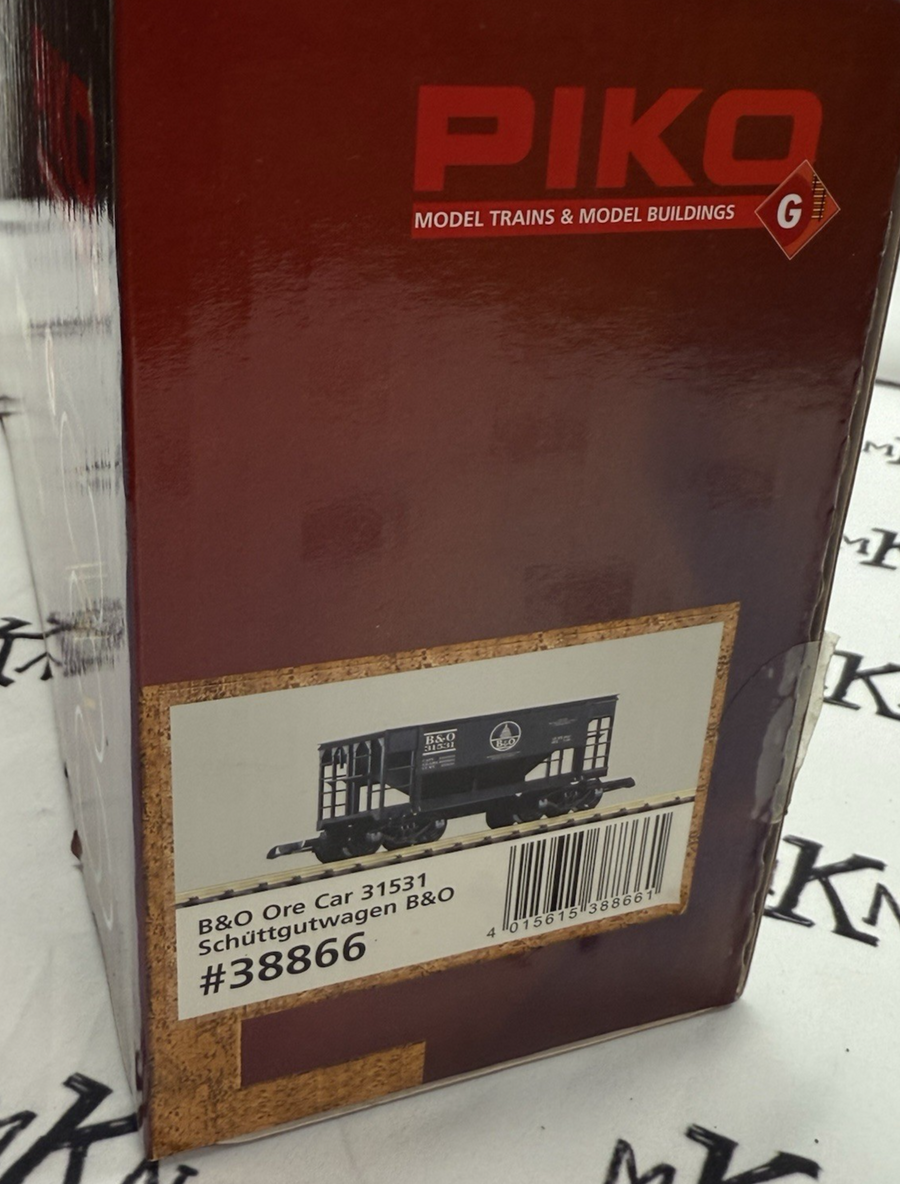 PIKO
MODEL TRAINS & MODEL BUILDINGS
G
B&O
31531
B&O
B&O Ore Car 31531
Schüttgutwagen B&O
#38866
4 015615 388661